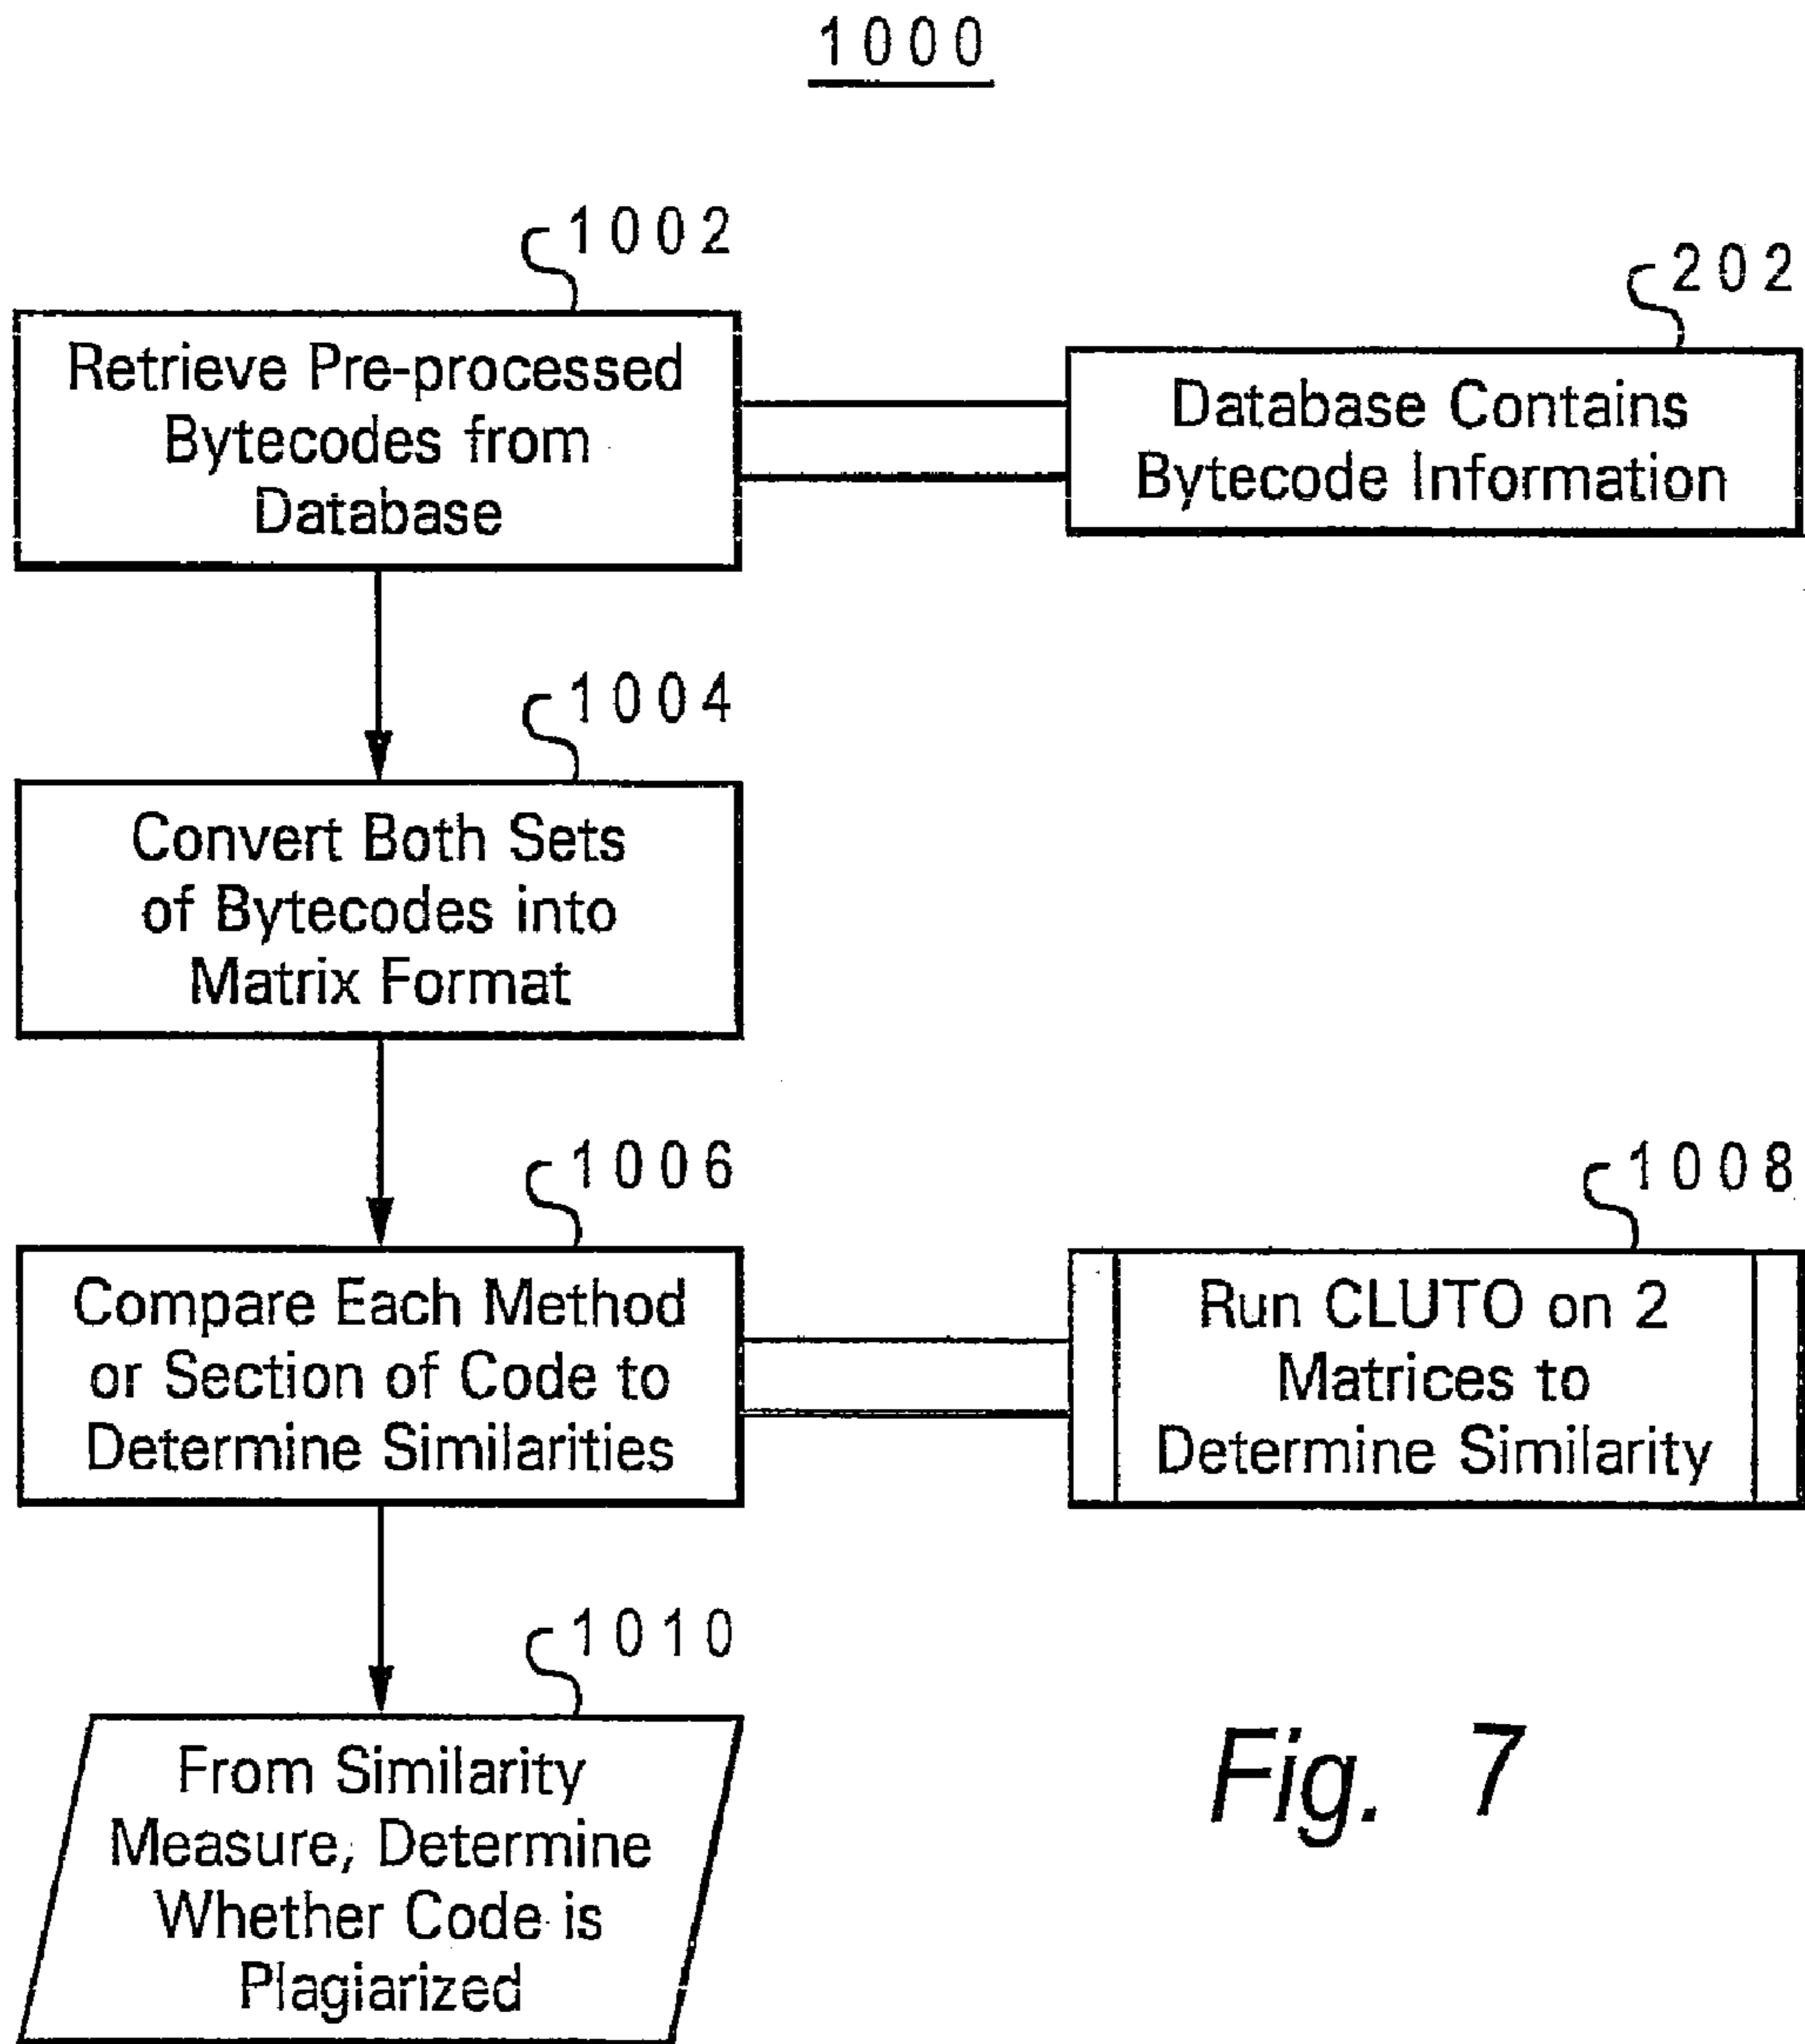 1000
1002
Retrieve Pre-processed
Bytecodes from
Database
202
Database Contains
Bytecode Information
1004
Convert Both Sets
of Bytecodes into
Matrix Format
1006
Compare Each Method
or Section of Code to
Determine Similarities
1008
Run CLUTO on 2
Matrices to
Determine Similarity
1010
From Similarity
Measure, Determine
Whether Code is
Plagiarized
Fig. 7